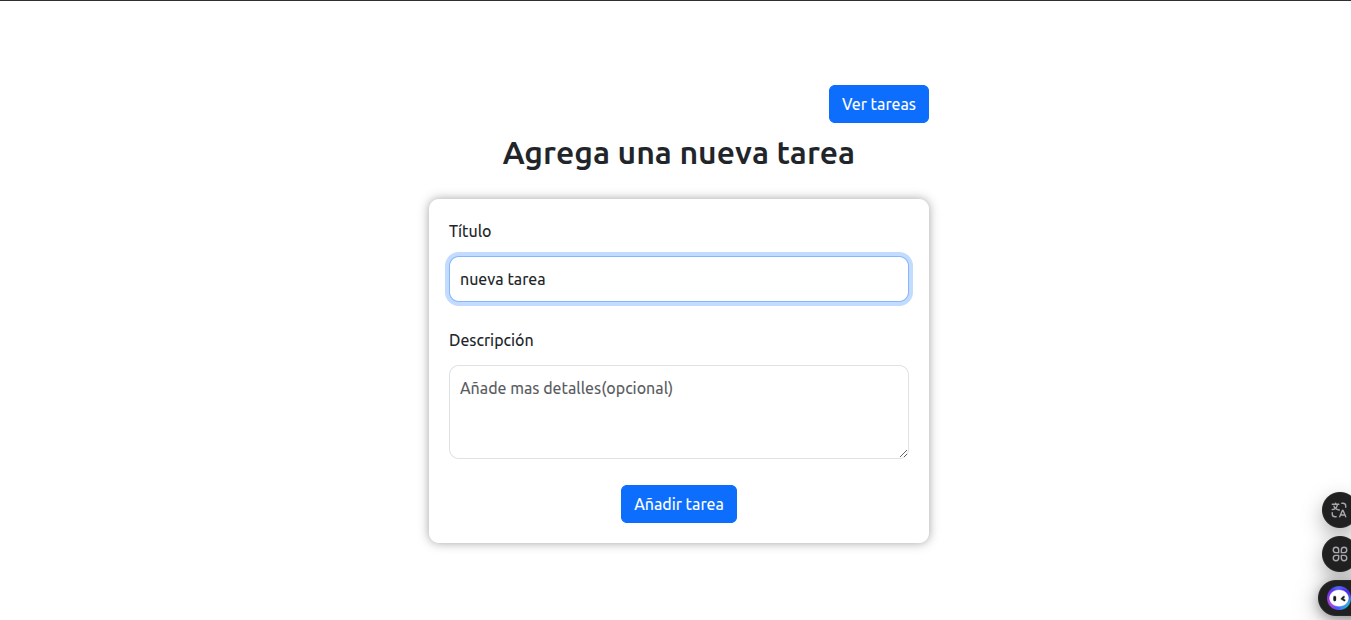 Ver tareas
Agrega una nueva tarea
Título
nueva tarea
Descripción
Añade mas detalles(opcional)
Añadir tarea